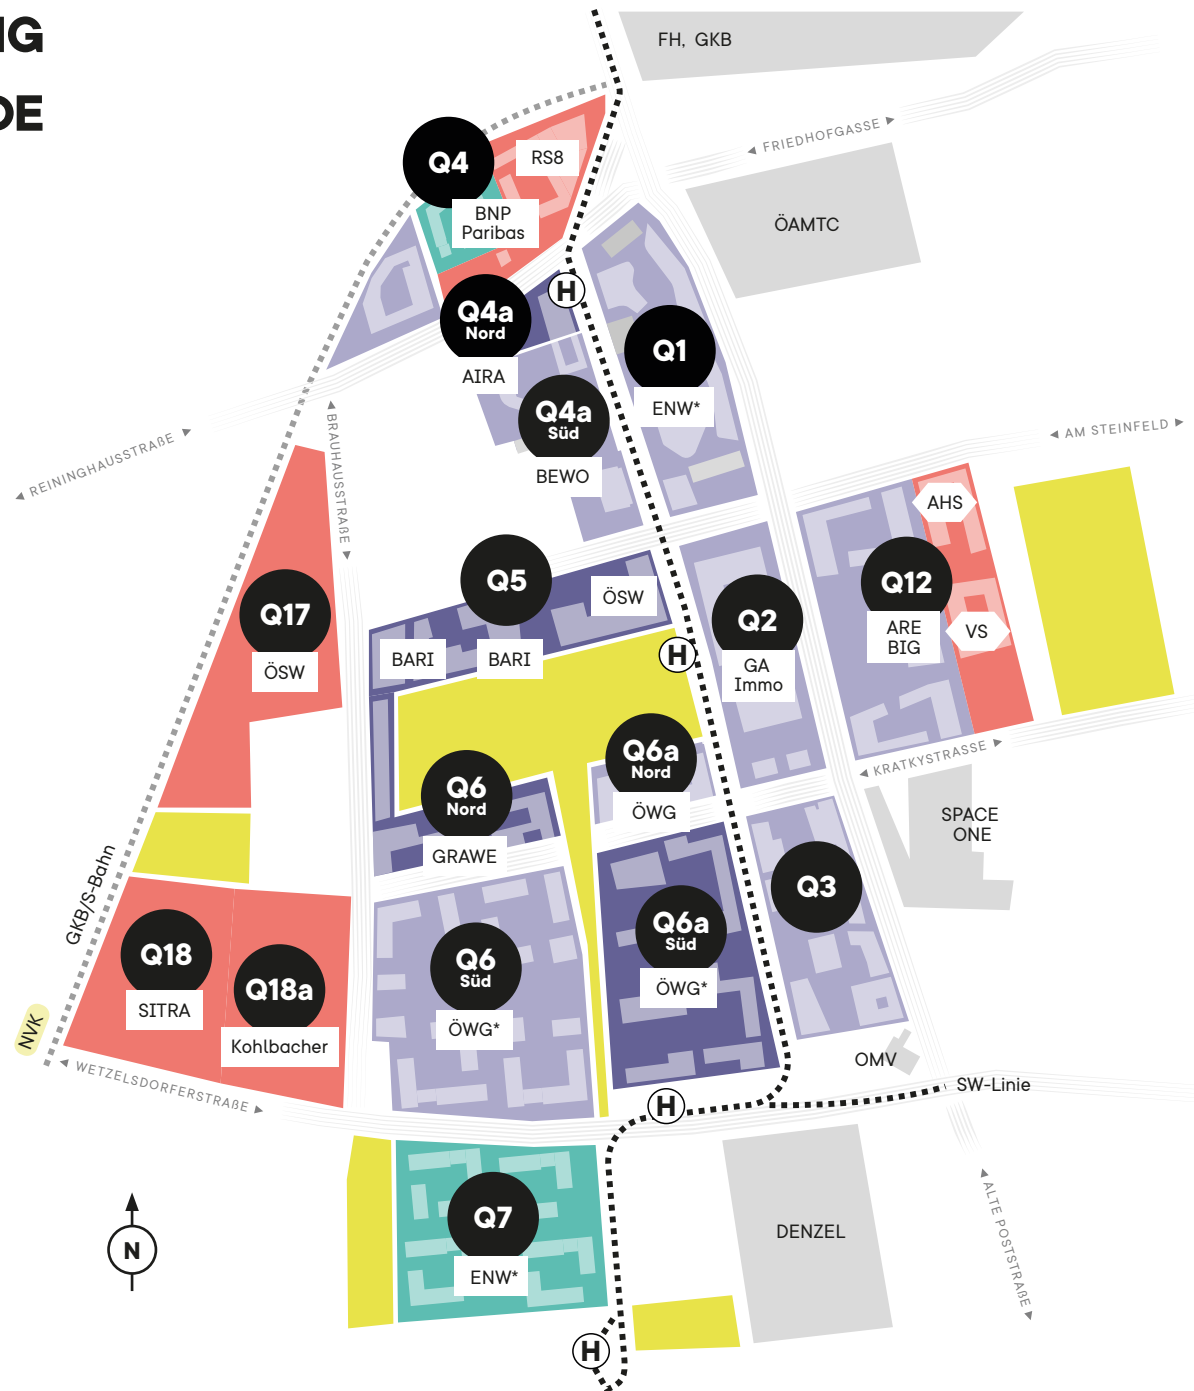 NG
DE
FH, GKB
FRIEDHOFGASSE
Q4
RS8
BNP
Paribas
ÖAMTC
H
Q4a
Nord
AIRA
Q1
ENW*
Q4a
Süd
BEWO
REININGHAUSSTRAẞE
BRAUHAUSSTRAẞE
AM STEINFELD
AHS
Q12
ARE
BIG
VS
Q5
ÖSW
BARI
BARI
Q17
ÖSW
H
Q2
GA
Immo
Q6a
Nord
ÖWG
Q6
Nord
GRAWE
KRATKYSTRASSE
SPACE
ONE
GKB/S-Bahn
Q3
Q6a
Süd
ÖWG*
Q6
Süd
ÖWG*
Q18
SITRA
Q18a
Kohlbacher
NVK
WETZELSDORFERSTRAẞE
OMV
SW-Linie
H
ALTE POSTSTRAẞE
Q7
ENW*
DENZEL
N
H